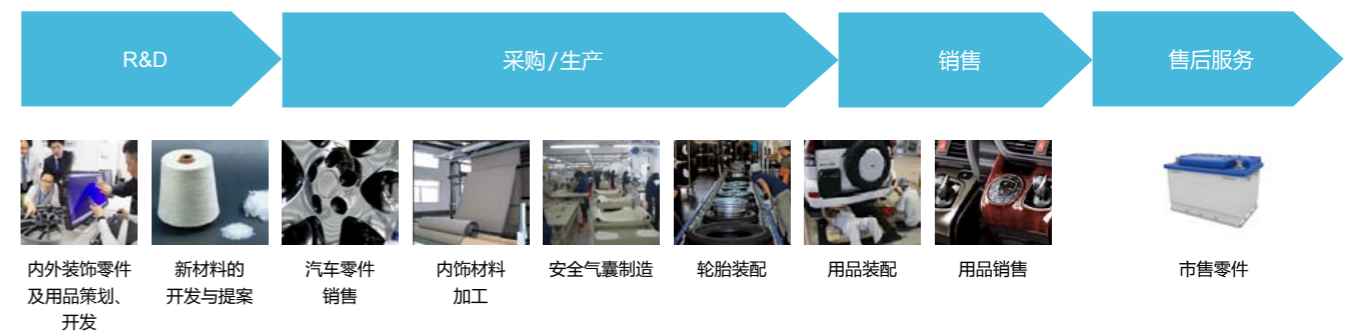 R&D
采购/生产
销售
售后服务
内外装饰零件
及用品策划、
开发
新材料的
开发与提案
汽车零件
销售
内饰材料
加工
安全气囊制造
轮胎装配
用品装配
用品销售
市售零件